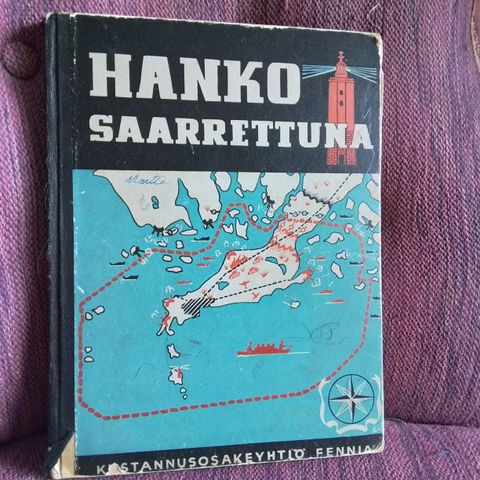 HANKO
SAARRETTUNA
KUSTANNUSOSAKEYHTIÖ FENNIA